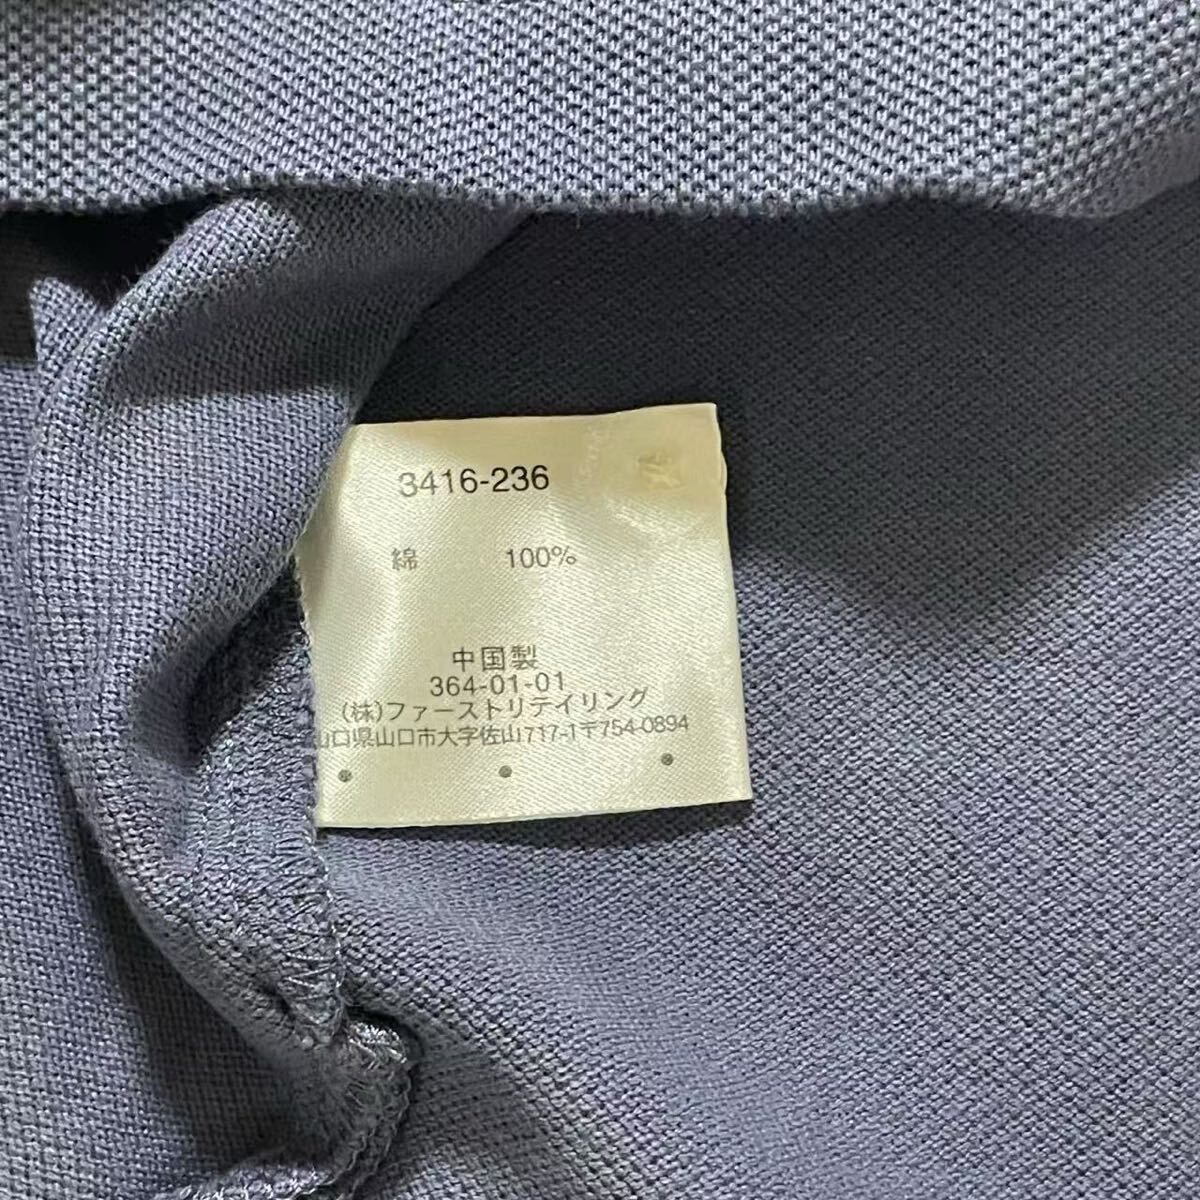 3416-236
綿 100%
中国製
364-01-01
(株)ファーストリテイリング
山口県山口市大字佐山717-1〒754-0894